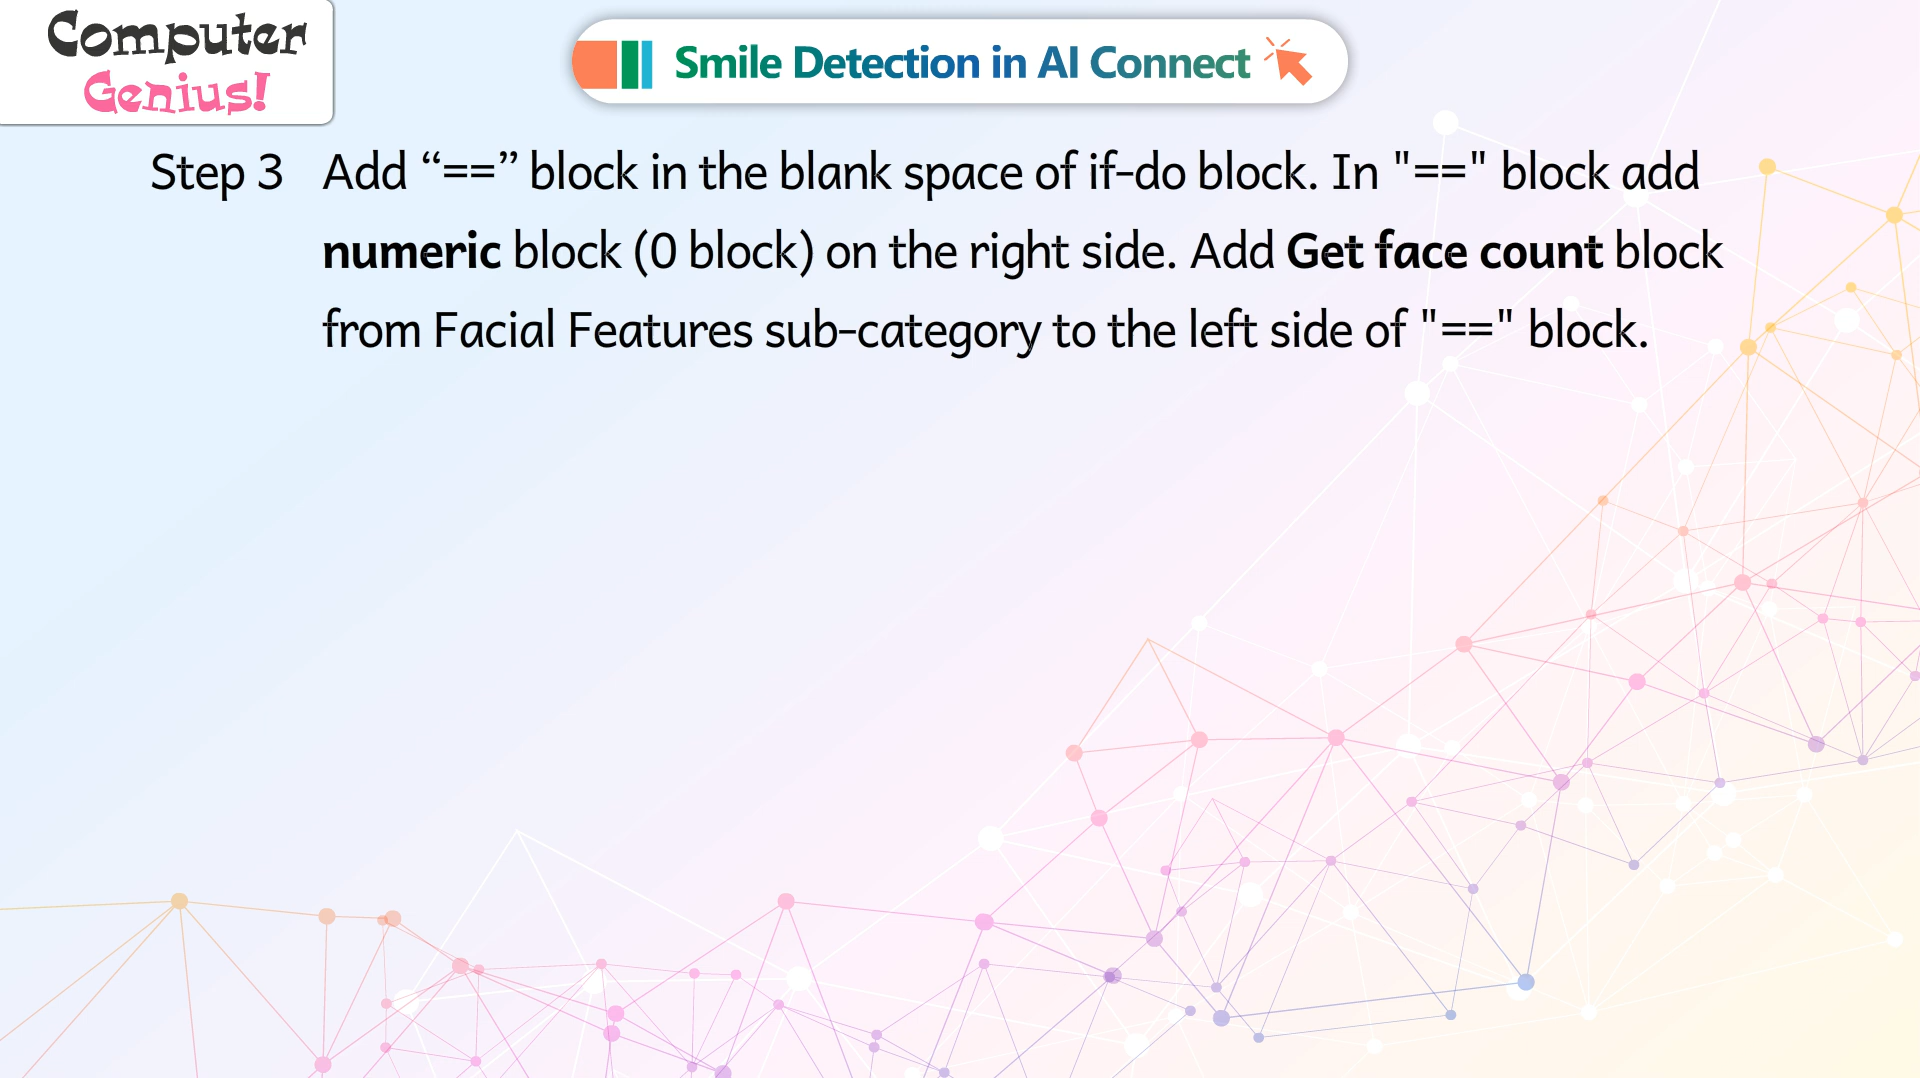 Computer
Genius!
Smile Detection in AI Connect
Step 3 Add “==” block in the blank space of if-do block. In "==" block add
numeric block (0 block) on the right side. Add Get face count block
from Facial Features sub-category to the left side of "==" block.